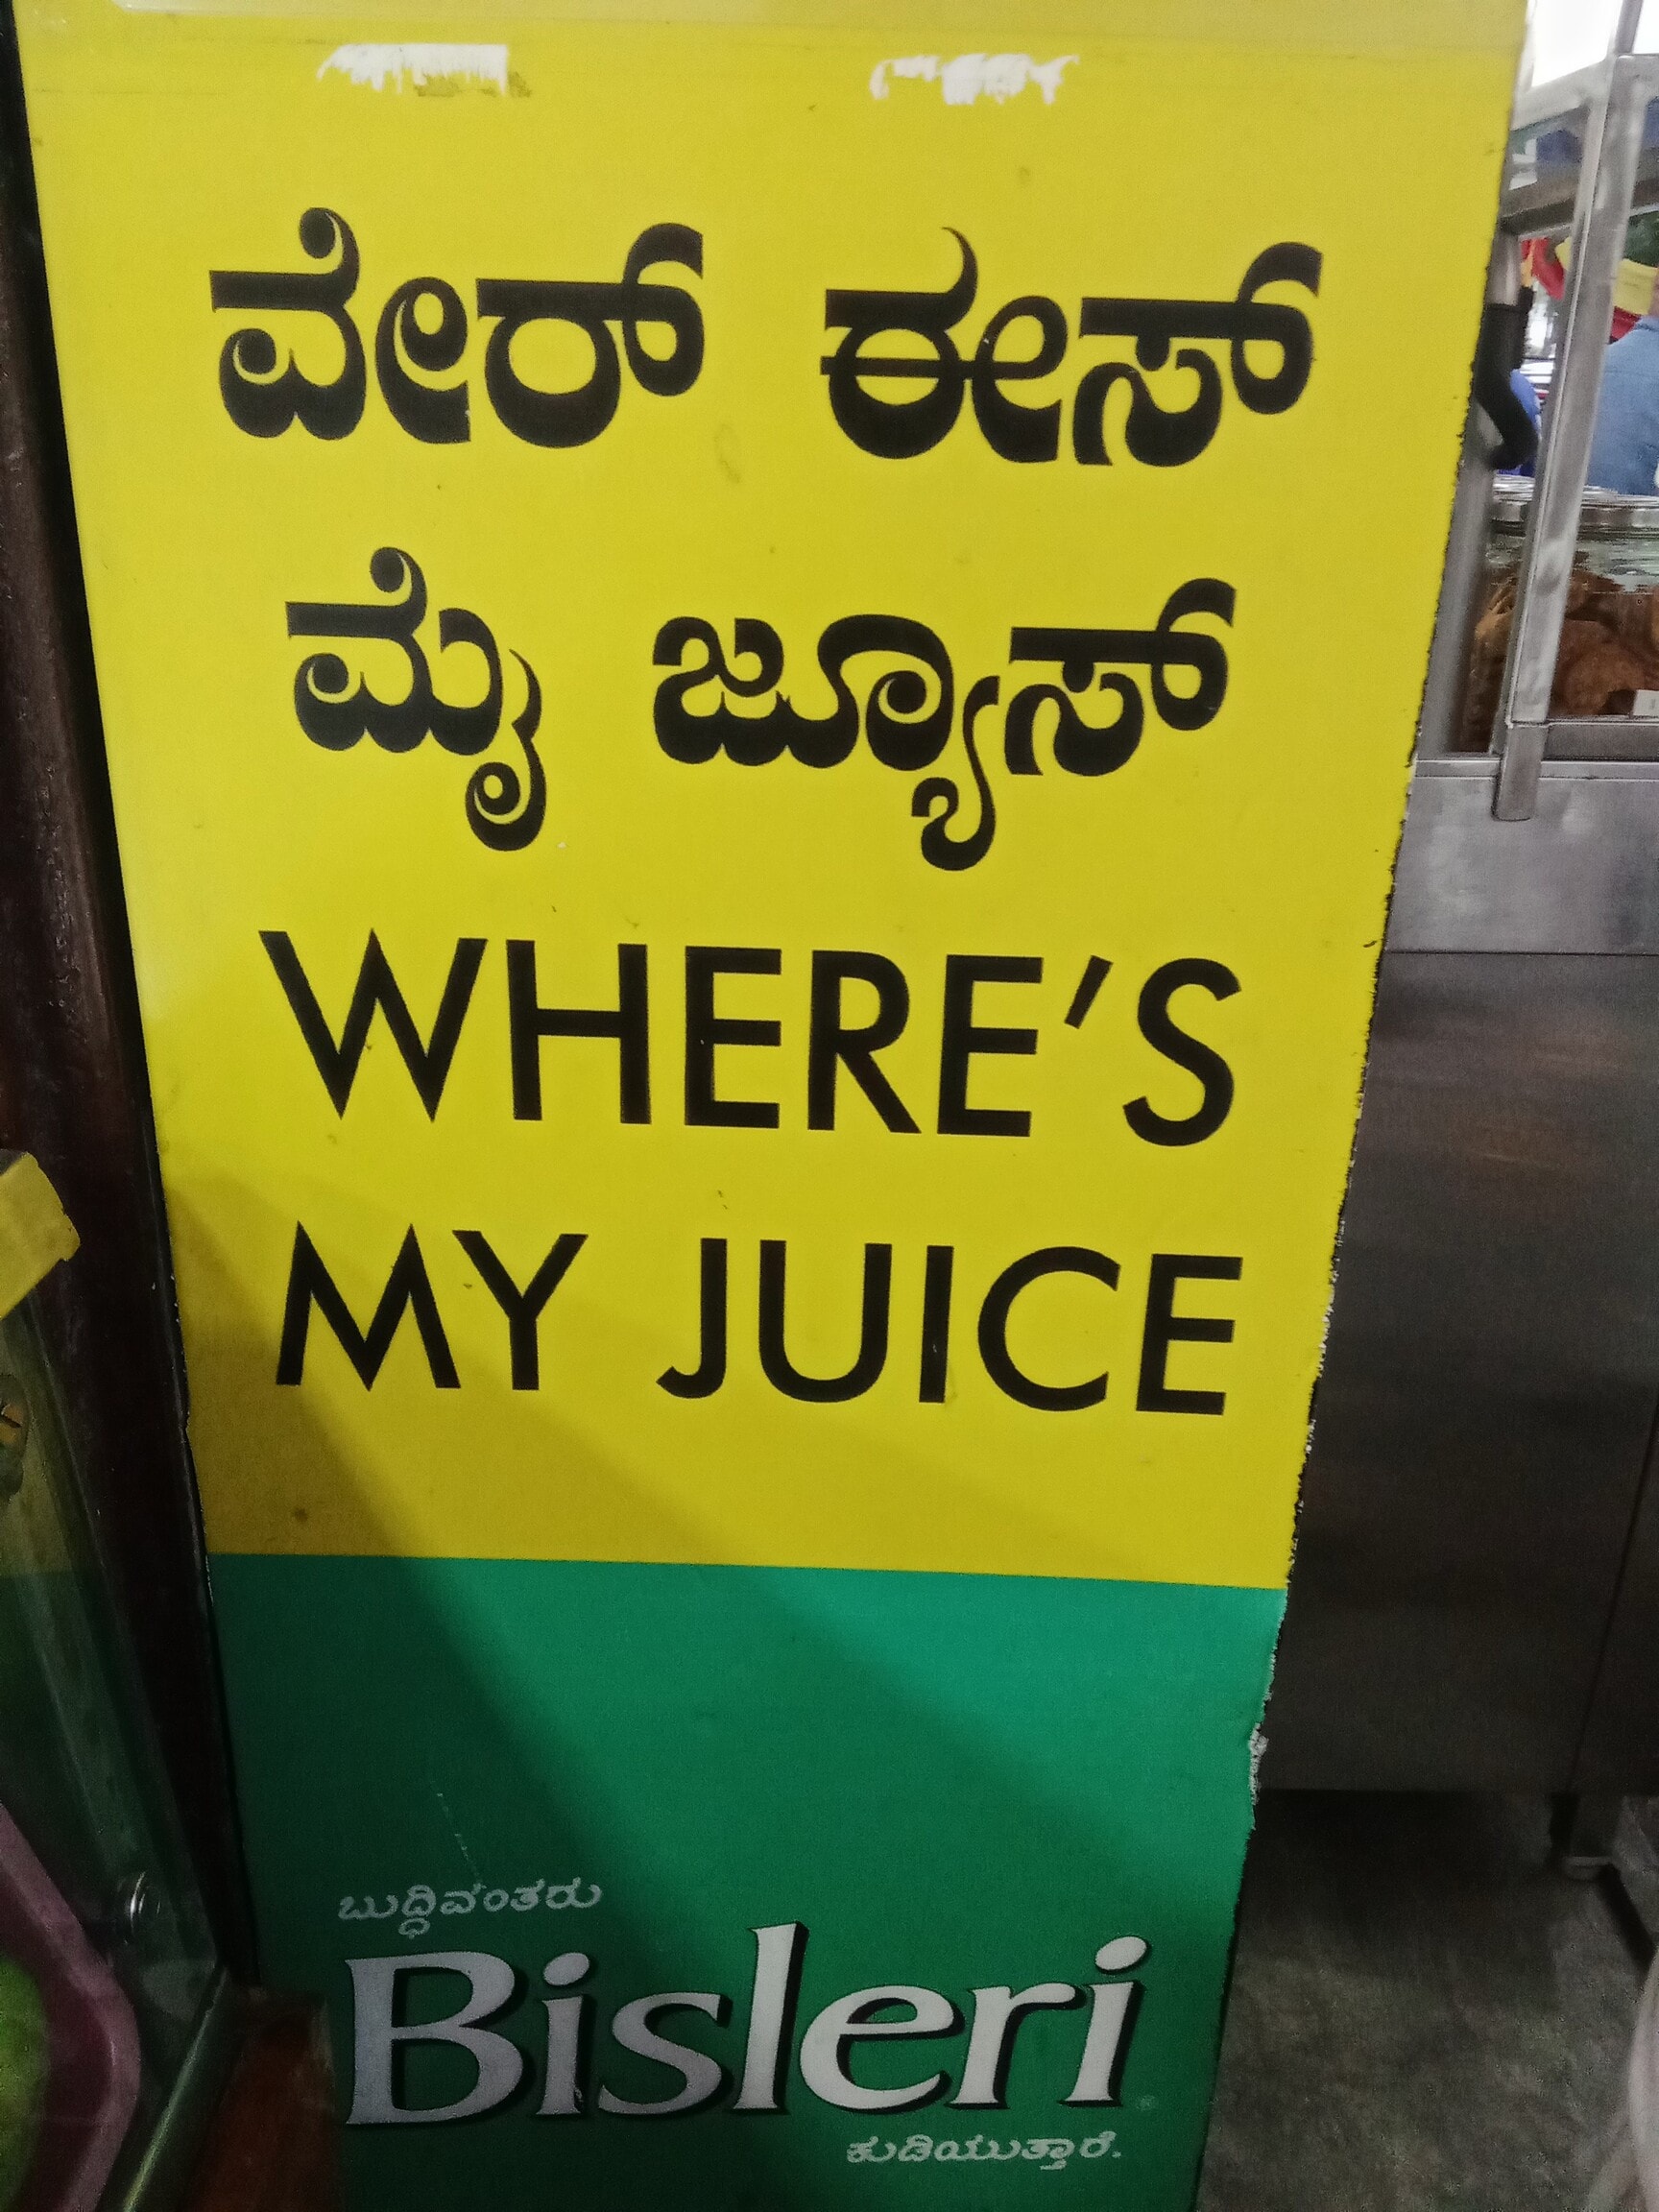 ವೇರ್ ಈಸ್
ಮೈ ಜ್ಯೂಸ್
WHERE'S
MY JUICE
ಬುದ್ಧಿವಂತರು
Bisleri
ಕುಡಿಯುತ್ತಾರೆ.